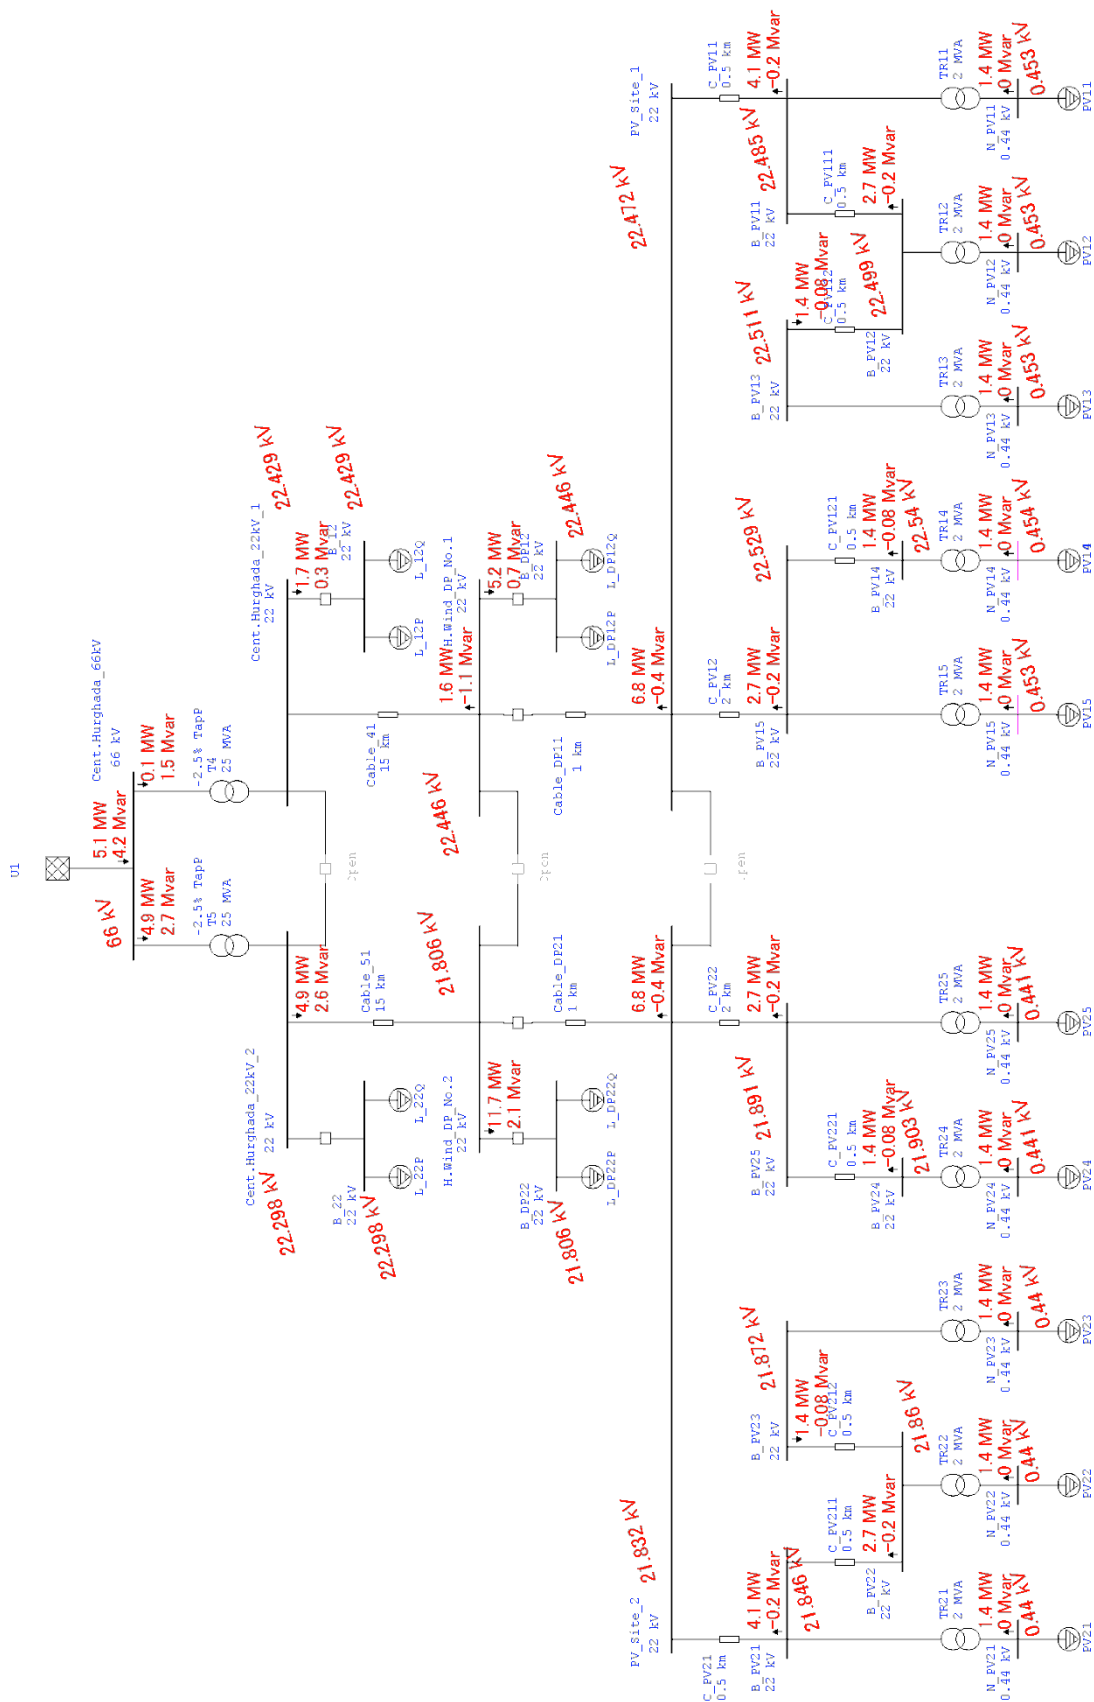 U1
Cent.Hurghada_66kV
66 kV
5.1 MW
4.2 Mvar
66 kV
4.9 MW
2.7 Mvar
0.1 MW
1.5 Mvar
-2.5% TapP
T5
25 MVA
-2.5% TapP
T4
25 MVA
Cent.Hurghada_22kV_2
22 kV
22.298 kV
4.9 MW
2.6 Mvar
Cable_51
15 km
B_22
22 kV
22.298 kV
L_22P
L_22Q
Cent.Hurghada_22kV_1
22 kV
22.429 kV
1.7 MW
0.3 Mvar
B_12
22 kV
22.429 kV
L_12P
L_12Q
Cable_41
15 km
1.6 MW
-1.1 Mvar
H.Wind_DP_No.2
22 kV
21.806 kV
11.7 MW
2.1 Mvar
B_DP22
22 kV
21.806 kV
L_DP22P
L_DP22Q
Cable_DP21
1 km
6.8 MW
-0.4 Mvar
H.Wind_DP_No.1
22 kV
22.446 kV
5.2 MW
0.7 Mvar
B_DP12
22 kV
22.446 kV
L_DP12P
L_DP12Q
Cable_DP11
1 km
6.8 MW
-0.4 Mvar
PV_Site_2
22 kV
21.832 kV
PV_Site_1
22 kV
22.472 kV
C_PV21
0.5 km
4.1 MW
-0.2 Mvar
B_PV21
22 kV
21.846 kV
C_PV211
0.5 km
2.7 MW
-0.2 Mvar
B_PV22
22 kV
21.86 kV
B_PV23
22 kV
21.872 kV
1.4 MW
-0.08 Mvar
C_PV212
0.5 km
C_PV22
2 km
2.7 MW
-0.2 Mvar
B_PV25
22 kV
21.891 kV
C_PV221
0.5 km
1.4 MW
-0.08 Mvar
B_PV24
22 kV
21.903 kV
C_PV12
2 km
2.7 MW
-0.2 Mvar
B_PV15
22 kV
22.529 kV
C_PV121
0.5 km
1.4 MW
-0.08 Mvar
B_PV14
22 kV
22.54 kV
B_PV13
22 kV
22.511 kV
1.4 MW
-0.08 Mvar
C_PV112
0.5 km
B_PV12
22 kV
22.499 kV
C_PV11
0.5 km
4.1 MW
-0.2 Mvar
B_PV11
22 kV
22.485 kV
C_PV111
0.5 km
2.7 MW
-0.2 Mvar
TR21
2 MVA
1.4 MW
0 Mvar
N_PV21
0.44 kV
0.44 kV
PV21
TR22
2 MVA
1.4 MW
0 Mvar
N_PV22
0.44 kV
0.44 kV
PV22
TR23
2 MVA
1.4 MW
0 Mvar
N_PV23
0.44 kV
0.44 kV
PV23
TR24
2 MVA
1.4 MW
0 Mvar
N_PV24
0.44 kV
0.441 kV
PV24
TR25
2 MVA
1.4 MW
0 Mvar
N_PV25
0.44 kV
0.441 kV
PV25
TR15
2 MVA
1.4 MW
0 Mvar
N_PV15
0.44 kV
0.453 kV
PV15
TR14
2 MVA
1.4 MW
0 Mvar
N_PV14
0.44 kV
0.454 kV
PV14
TR13
2 MVA
1.4 MW
0 Mvar
N_PV13
0.44 kV
0.453 kV
PV13
TR12
2 MVA
1.4 MW
0 Mvar
N_PV12
0.44 kV
0.453 kV
PV12
TR11
2 MVA
1.4 MW
0 Mvar
N_PV11
0.44 kV
0.453 kV
PV11